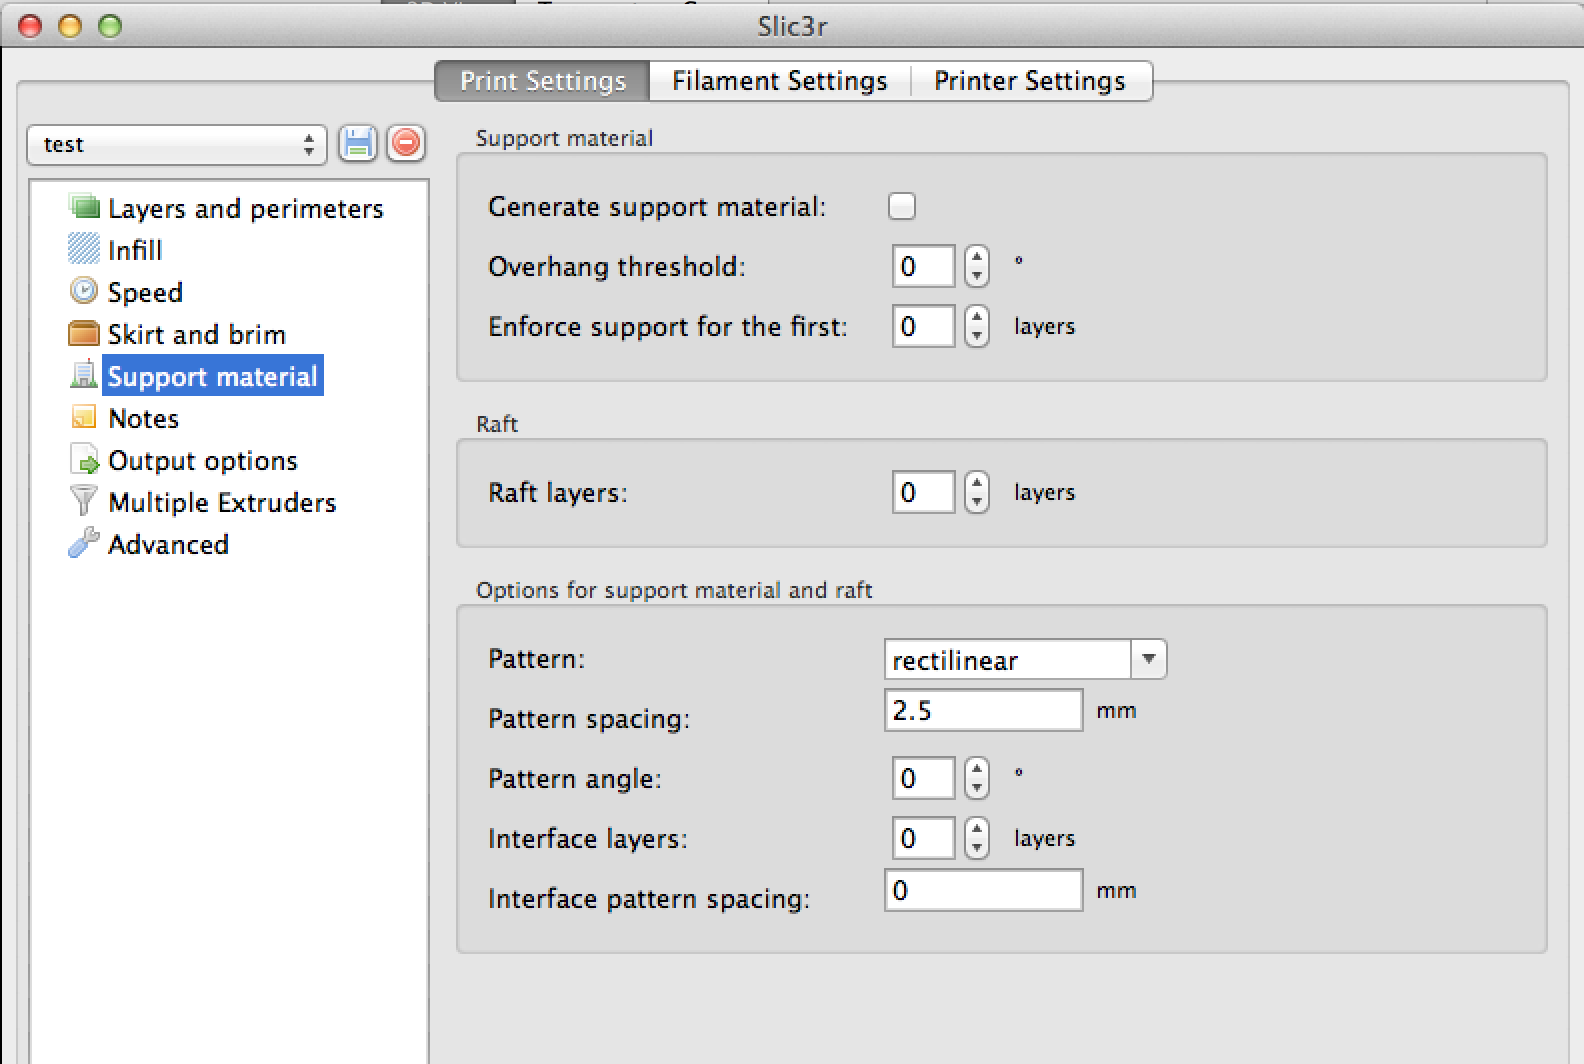 Slic3r
Print Settings Filament Settings Printer Settings
test
Layers and perimeters
Infill
Speed
Skirt and brim
Support material
Notes
Output options
Multiple Extruders
Advanced
Support material
Generate support material:
Overhang threshold: 0 °
Enforce support for the first: 0 layers
Raft
Raft layers: 0 layers
Options for support material and raft
Pattern: rectilinear
Pattern spacing: 2.5 mm
Pattern angle: 0 °
Interface layers: 0 layers
Interface pattern spacing: 0 mm